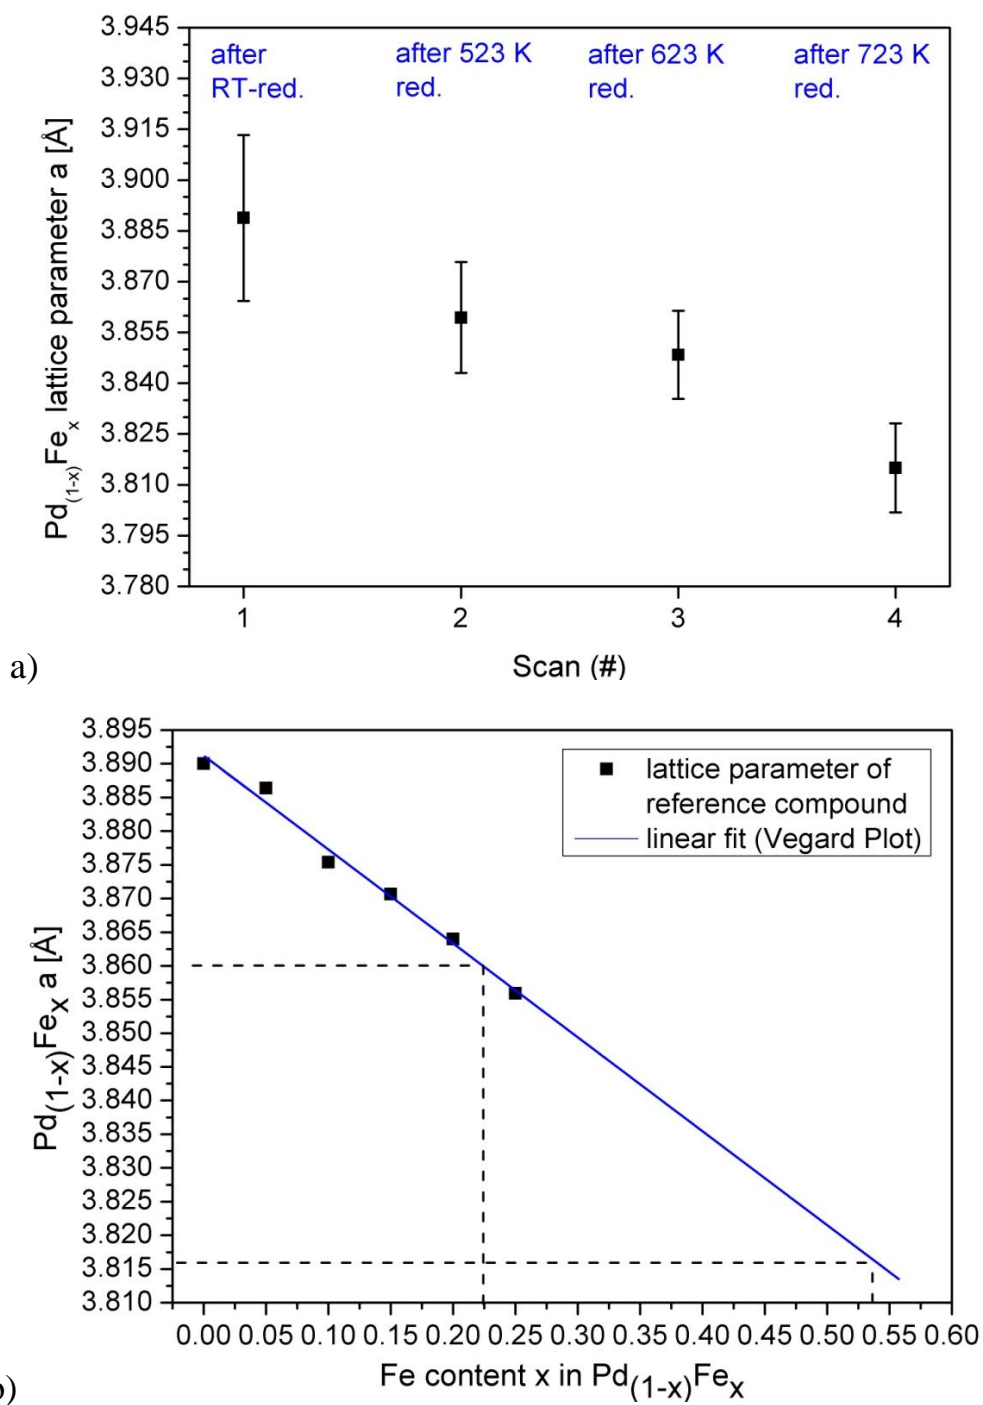 after
RT-red.
after 523 K
red.
after 623 K
red.
after 723 K
red.
3.945
3.930
3.915
3.900
3.885
3.870
3.855
3.840
3.825
3.810
3.795
3.780
Pd(1-x)Fex lattice parameter a [Å]
1 2 3 4
Scan (#)
a)
lattice parameter of
reference compound
linear fit (Vegard Plot)
3.895
3.890
3.885
3.880
3.875
3.870
3.865
3.860
3.855
3.850
3.845
3.840
3.835
3.830
3.825
3.820
3.815
3.810
Pd(1-x)Fex a [Å]
0.00 0.05 0.10 0.15 0.20 0.25 0.30 0.35 0.40 0.45 0.50 0.55 0.60
Fe content x in Pd(1-x)Fex